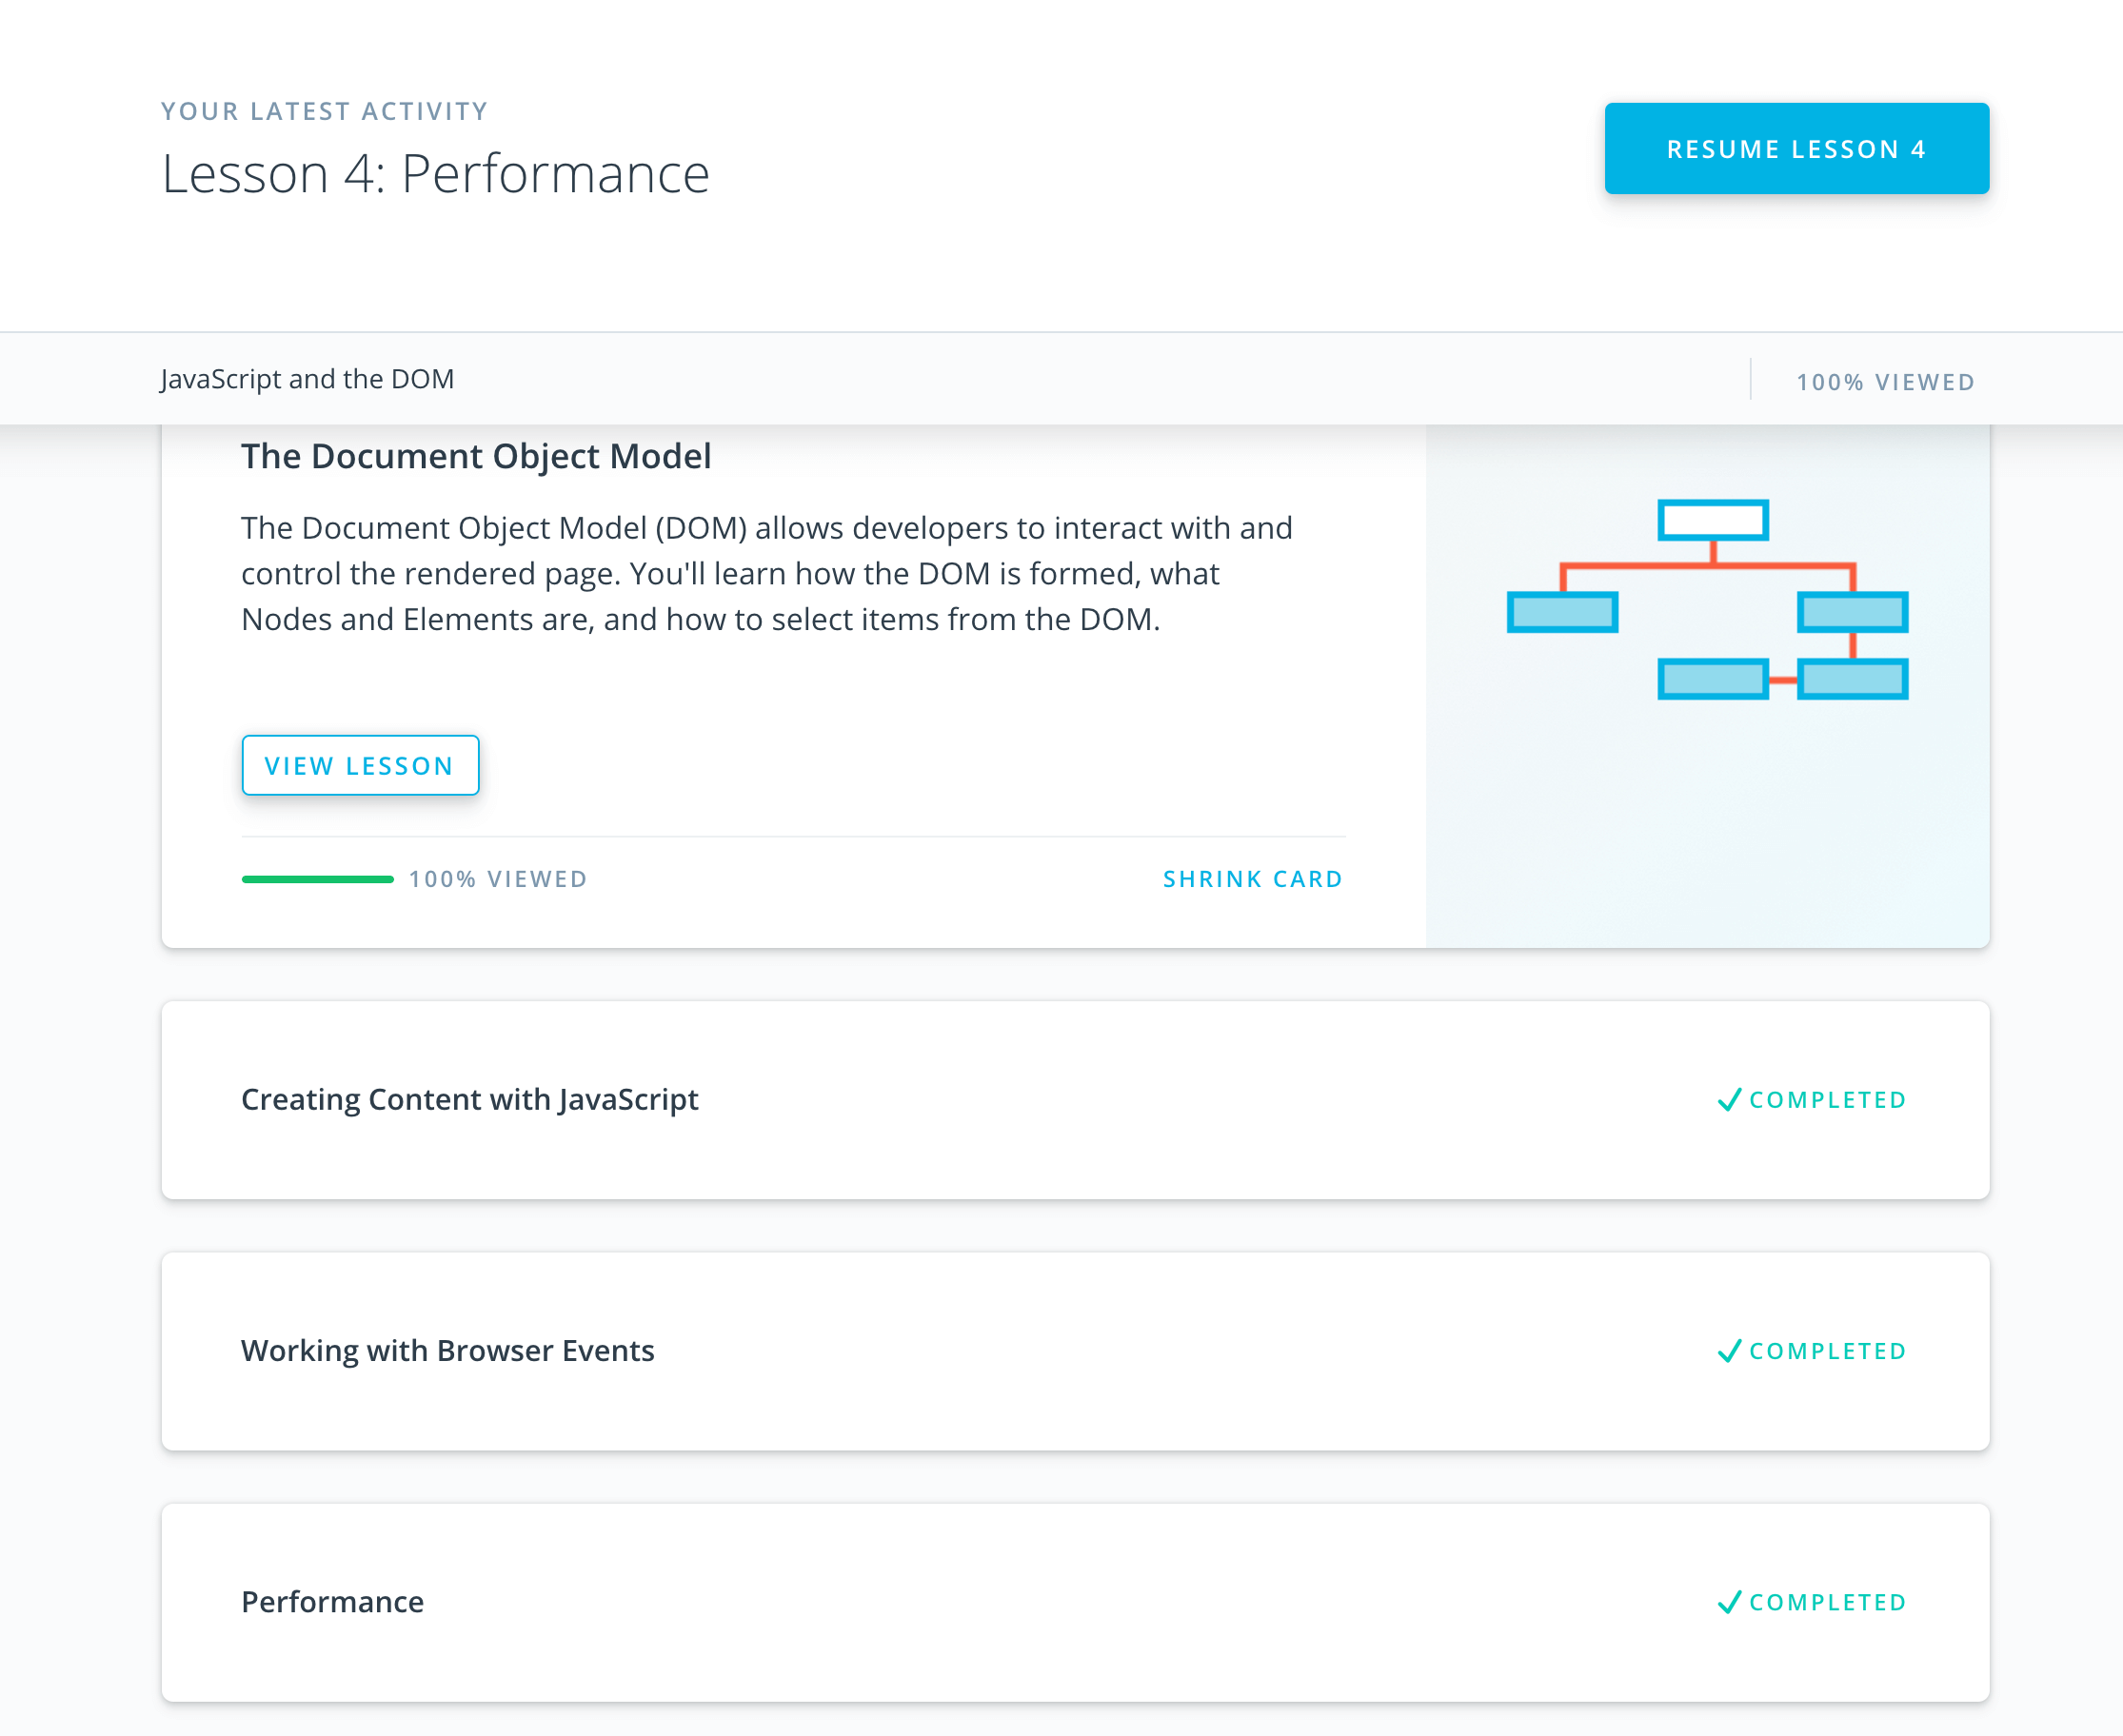 YOUR LATEST ACTIVITY
Lesson 4: Performance
RESUME LESSON 4
JavaScript and the DOM
100% VIEWED
The Document Object Model
The Document Object Model (DOM) allows developers to interact with and
control the rendered page. You'll learn how the DOM is formed, what
Nodes and Elements are, and how to select items from the DOM.
VIEW LESSON
100% VIEWED
SHRINK CARD
Creating Content with JavaScript
COMPLETED
Working with Browser Events
COMPLETED
Performance
COMPLETED